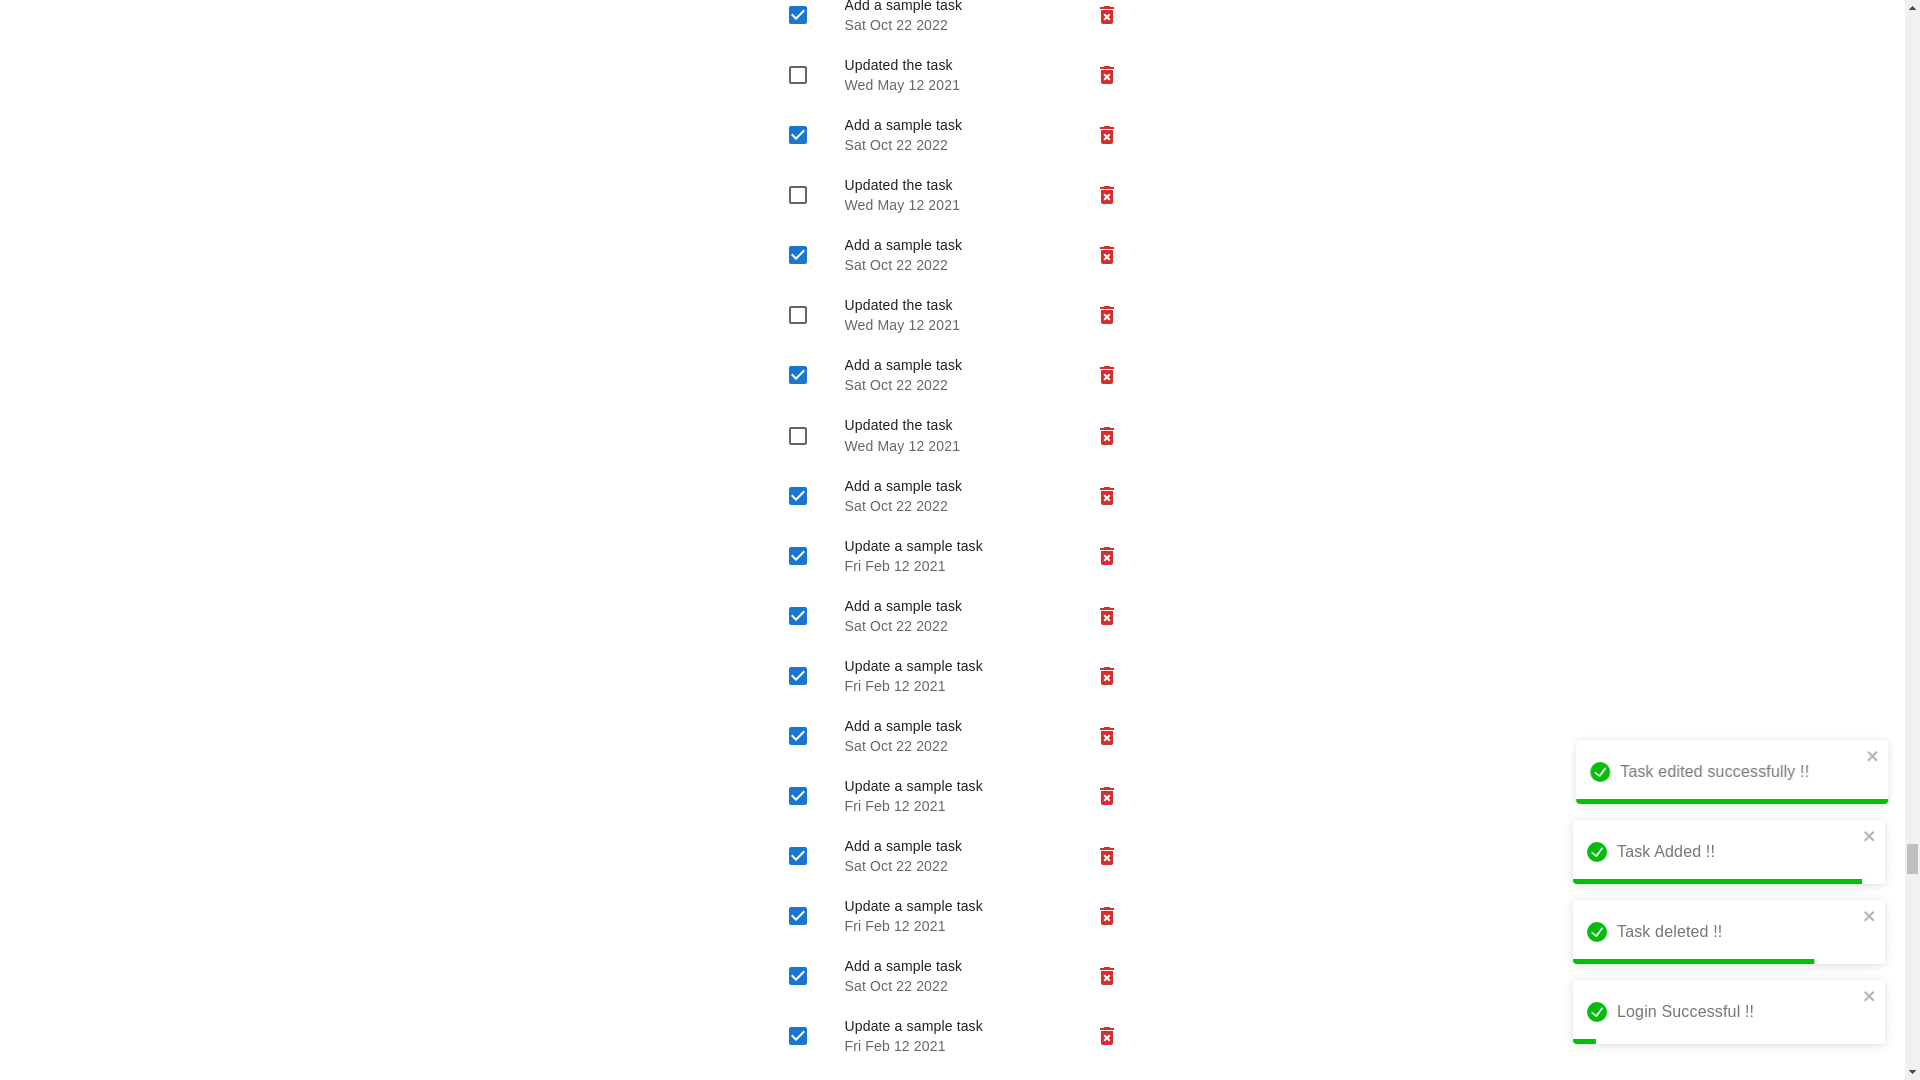 Add a sample task
Sat Oct 22 2022
Updated the task
Wed May 12 2021
Add a sample task
Sat Oct 22 2022
Updated the task
Wed May 12 2021
Add a sample task
Sat Oct 22 2022
Updated the task
Wed May 12 2021
Add a sample task
Sat Oct 22 2022
Updated the task
Wed May 12 2021
Add a sample task
Sat Oct 22 2022
Update a sample task
Fri Feb 12 2021
Add a sample task
Sat Oct 22 2022
Update a sample task
Fri Feb 12 2021
Add a sample task
Sat Oct 22 2022
Update a sample task
Fri Feb 12 2021
Add a sample task
Sat Oct 22 2022
Update a sample task
Fri Feb 12 2021
Add a sample task
Sat Oct 22 2022
Update a sample task
Fri Feb 12 2021
Task edited successfully !!
Task Added !!
Task deleted !!
Login Successful !!